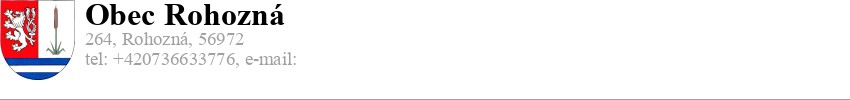 Obec Rohozná
264, Rohozná, 56972
tel: +420736633776, e-mail: